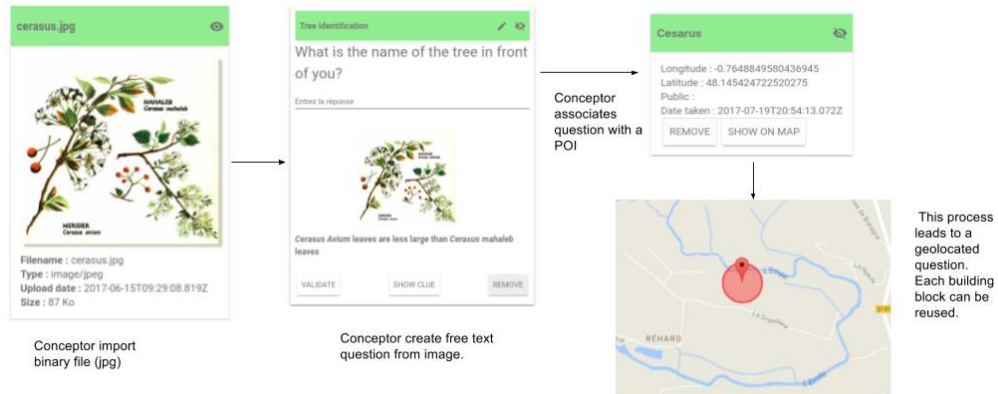 cerasus.jpg
MAHALEB
Cerasus mahaleb
MERISIER
Cerasus avium
Filename : cerasus.jpg
Type : image/jpeg
Upload date : 2017-06-15T09:29:08.819Z
Size : 87 Ko
Conceptor import
binary file (jpg)
Tree identification
What is the name of the tree in front
of you?
Entrez la réponse
Cerasus Avium leaves are less large than Cerasus mahaleb
leaves
VALIDATE
SHOW CLUE
REMOVE
Conceptor create free text
question from image.
Conceptor
associates
question with a
POI
Cesarus
Longitude : -0.7648849580436945
Latitude : 48.145424722520275
Public :
Date taken : 2017-07-19T20:54:13.072Z
REMOVE
SHOW ON MAP
L'Ernée
La Gripallière
RÉHARD
L'Ernée
This process
leads to a
geolocated
question.
Each building
block can be
reused.